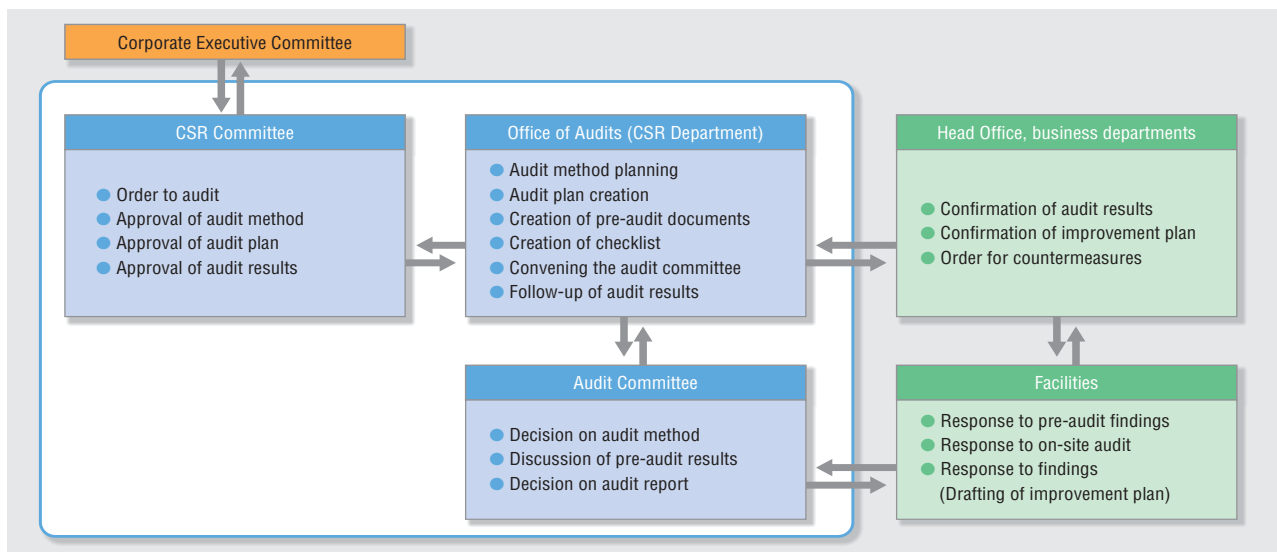 Corporate Executive Committee
CSR Committee
● Order to audit
● Approval of audit method
● Approval of audit plan
● Approval of audit results
Office of Audits (CSR Department)
● Audit method planning
● Audit plan creation
● Creation of pre-audit documents
● Creation of checklist
● Convening the audit committee
● Follow-up of audit results
Head Office, business departments
● Confirmation of audit results
● Confirmation of improvement plan
● Order for countermeasures
Audit Committee
● Decision on audit method
● Discussion of pre-audit results
● Decision on audit report
Facilities
● Response to pre-audit findings
● Response to on-site audit
● Response to findings
(Drafting of improvement plan)